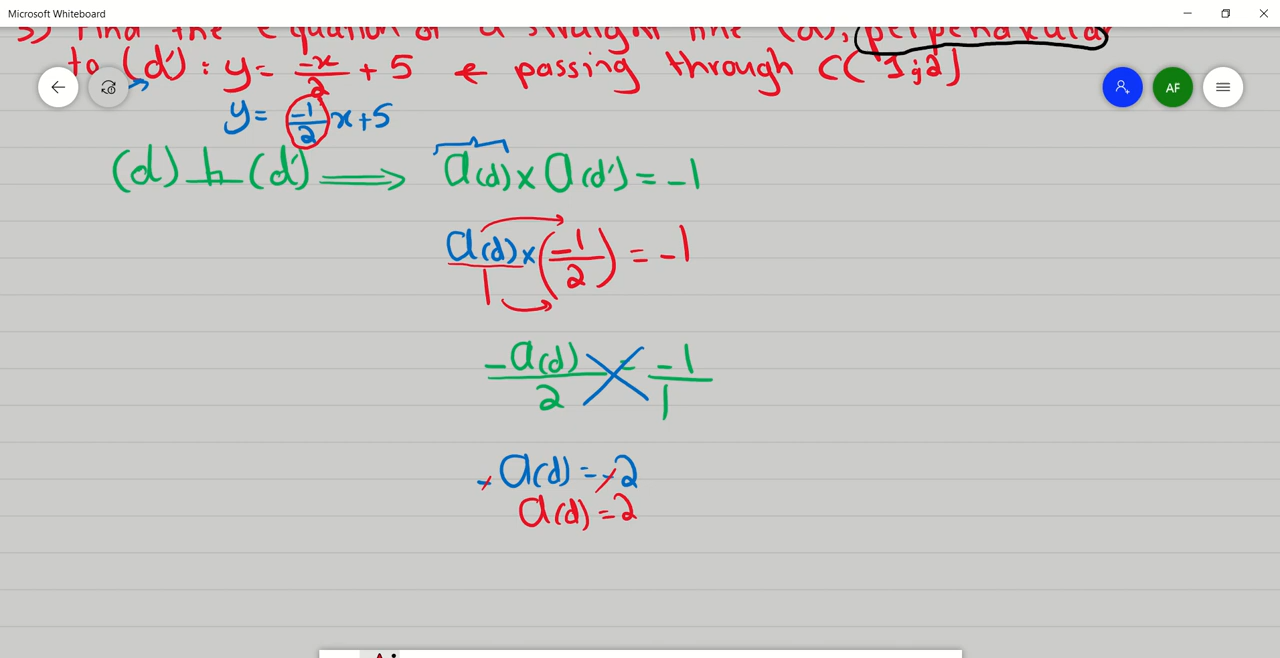 Microsoft Whiteboard
3) Find the equation of a straight line (d), perpendicular
to (d'): y = -x/2 + 5 & passing through C(1;2)
AF
y = -1/2 x + 5
(d) ⊥ (d') ⟹ a(d) × a(d') = -1
a(d)/1 × (-1/2) = -1
-a(d)/2 = -1/1
-a(d) = -2
a(d) = 2